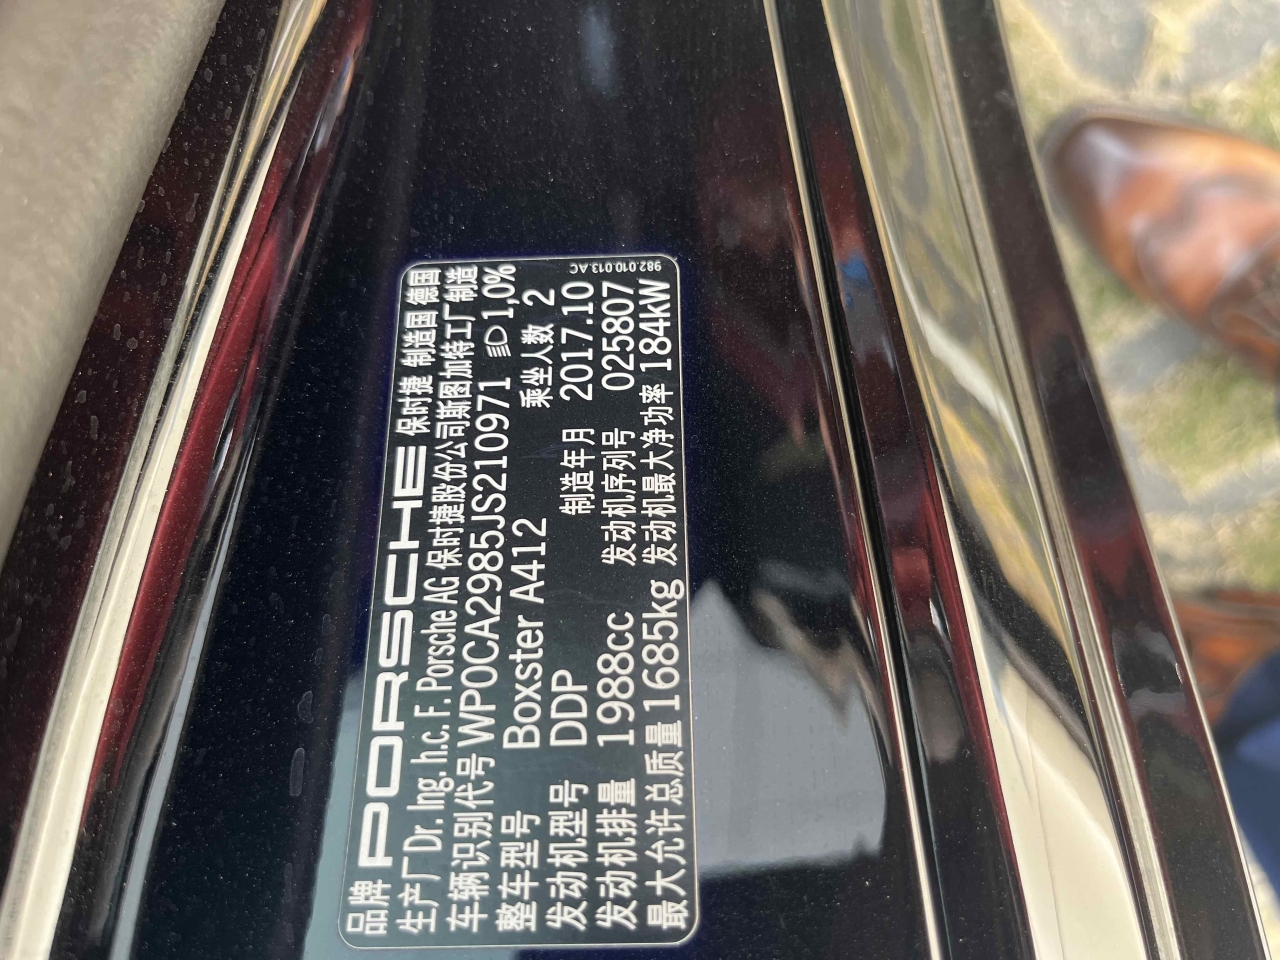 品牌 PORSCHE 保时捷 制造国 德国
生产厂Dr. Ing. h.c. F. Porsche AG 保时捷股份公司斯图加特工厂制造
车辆识别代号 WP0CA2985JS210971 1,0%
整车型号 Boxster A412 乘坐人数 2
发动机型号 DDP 制造年月 2017.10
发动机排量 1988cc 发动机序列号 025807
最大允许总质量 1685kg 发动机最大净功率 184kW
982.010.013.AC